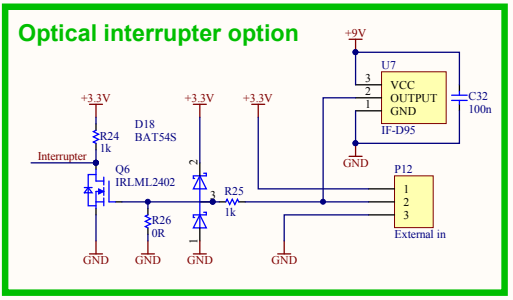 Optical interrupter option
+9V
U7
3 VCC
2 OUTPUT
1 GND
IF-D95
C32
100n
GND
+3.3V
+3.3V
+3.3V
D18
BAT54S
R24
1k
Interrupter
Q6
IRLML2402
2
3
R25
1k
R26
0R
1
P12
1
2
3
External in
GND
GND
GND
GND